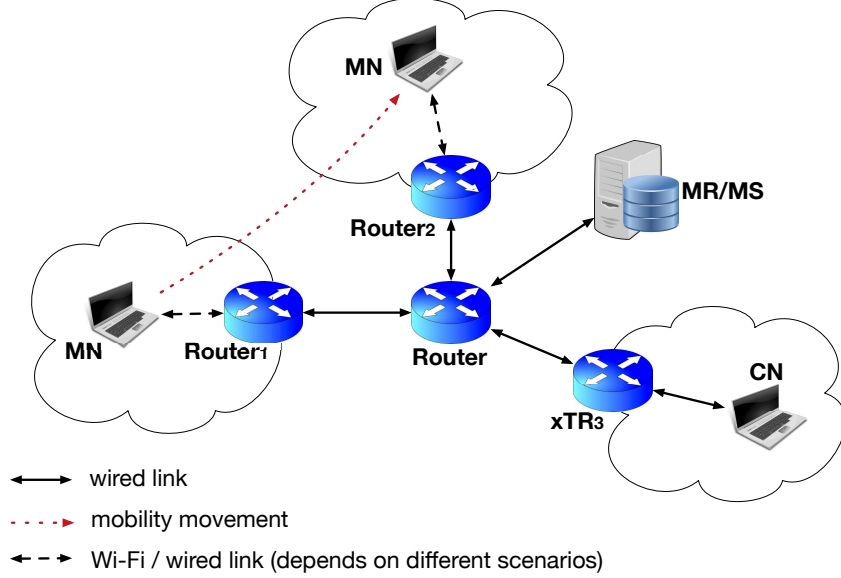 MN
MR/MS
Router2
MN
Router1
Router
CN
xTR3
wired link
mobility movement
Wi-Fi / wired link (depends on different scenarios)